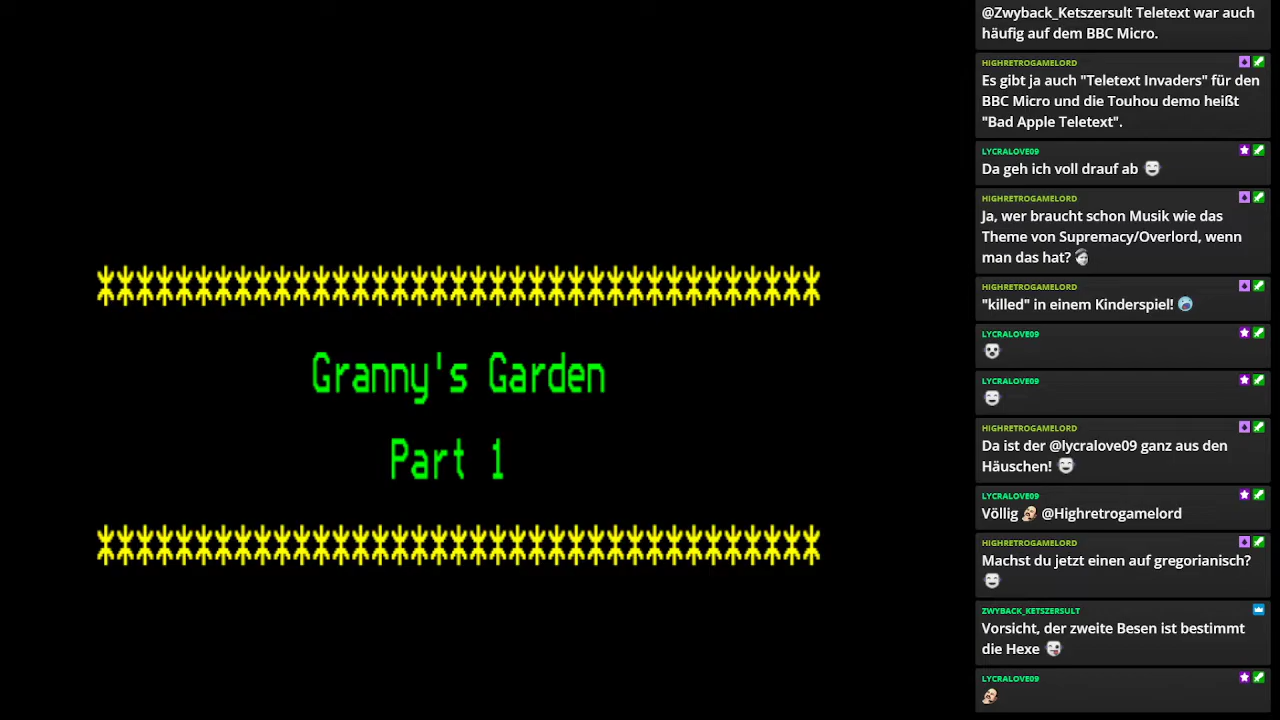 ***** ********************************
Granny's Garden
Part 1
*************************************
@Zwyback_Ketszersult Teletext war auch
häufig auf dem BBC Micro.
HIGHRETROGAMELORD
Es gibt ja auch "Teletext Invaders" für den
BBC Micro und die Touhou demo heißt
"Bad Apple Teletext".
LYCRALOVE09
Da geh ich voll drauf ab
HIGHRETROGAMELORD
Ja, wer braucht schon Musik wie das
Theme von Supremacy/Overlord, wenn
man das hat?
HIGHRETROGAMELORD
"killed" in einem Kinderspiel!
LYCRALOVE09
LYCRALOVE09
HIGHRETROGAMELORD
Da ist der @lycralove09 ganz aus den
Häuschen!
LYCRALOVE09
Völlig @Highretrogamelord
HIGHRETROGAMELORD
Machst du jetzt einen auf gregorianisch?
ZWYBACK_KETSZERSULT
Vorsicht, der zweite Besen ist bestimmt
die Hexe
LYCRALOVE09